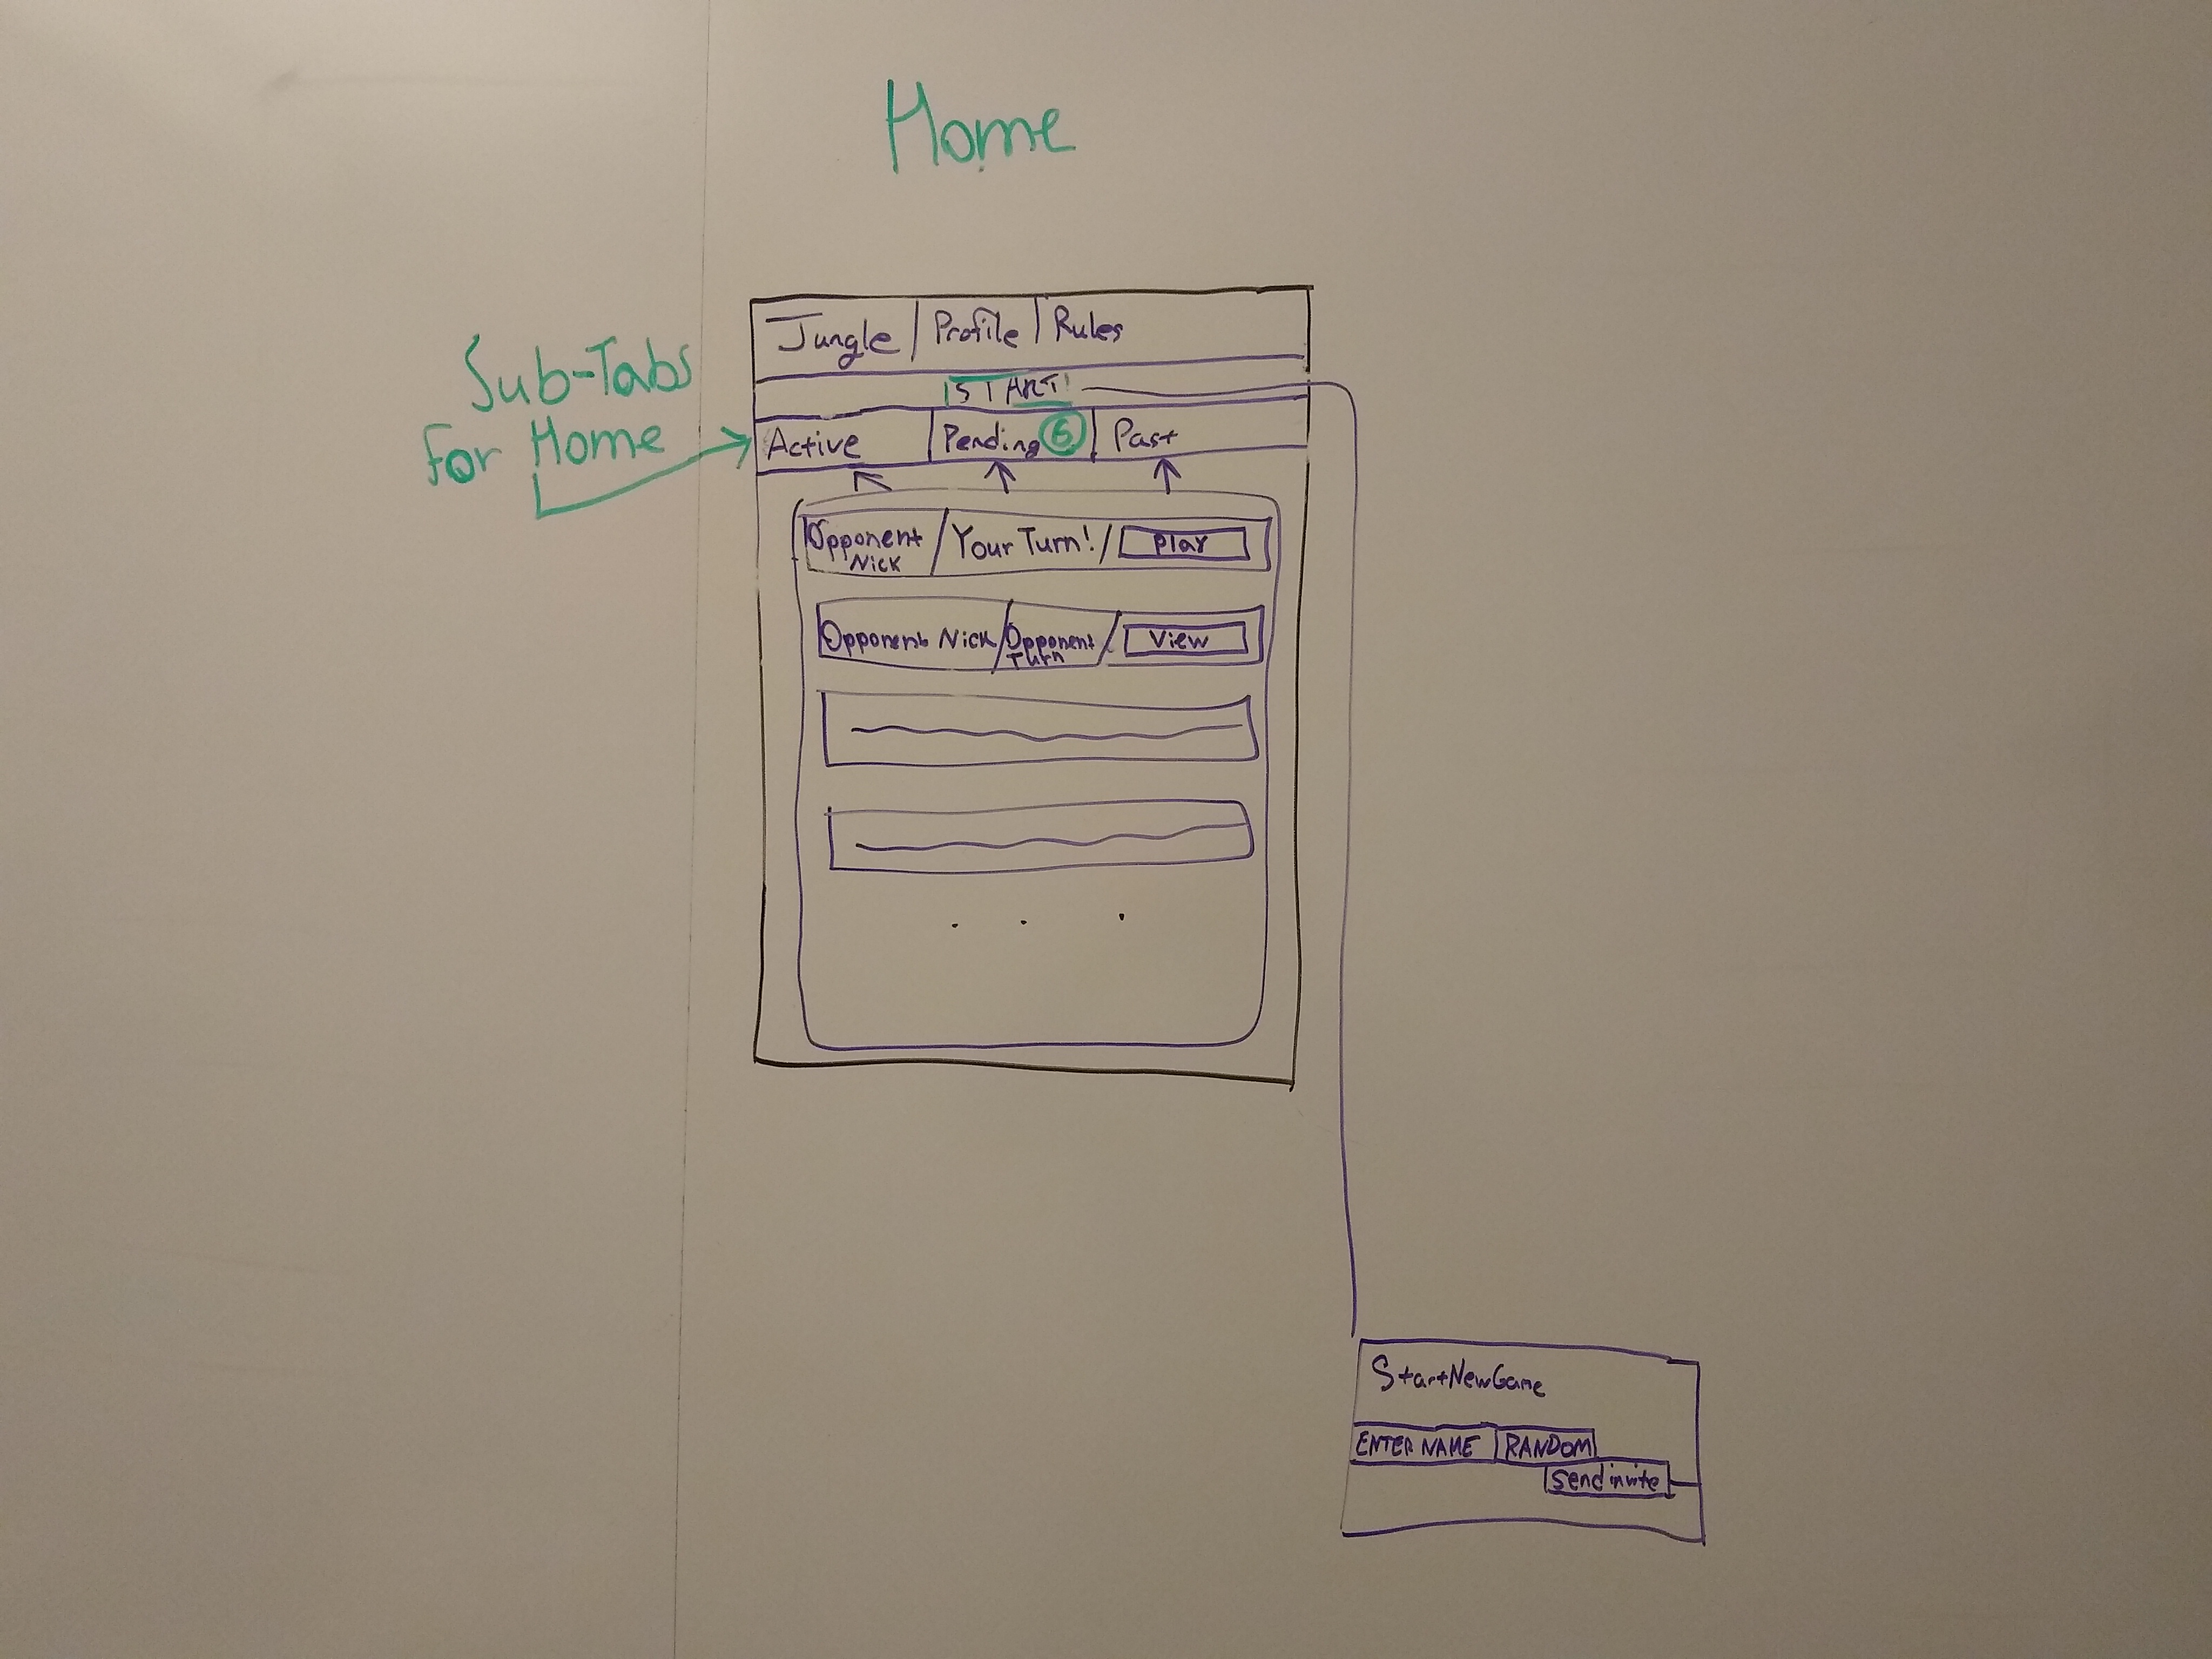 Home
Sub-Tabs
For Home
Jungle Profile Rules
START!
Active Pending 6 Past
Opponent
Nick
Your Turn!
Play
Opponent Nick
Opponent
Turn
View
StartNewGame
ENTER NAME RANDOM
send invite